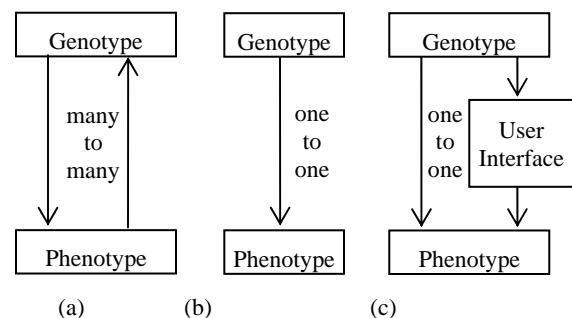 Genotype
many
to
many
Phenotype
(a)
Genotype
one
to
one
Phenotype
(b)
Genotype
one
to
one
User
Interface
Phenotype
(c)